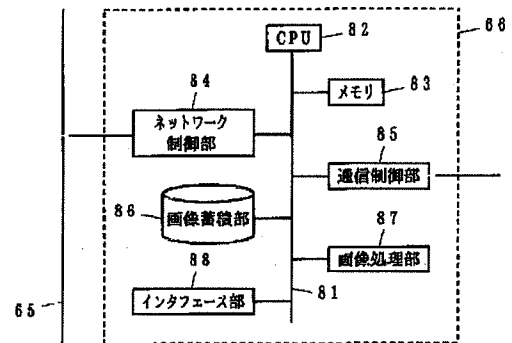 CPU
82
66
84
メモリ
83
ネットワーク
制御部
85
通信制御部
86
画像蓄積部
87
88
画像処理部
インタフェース部
81
65